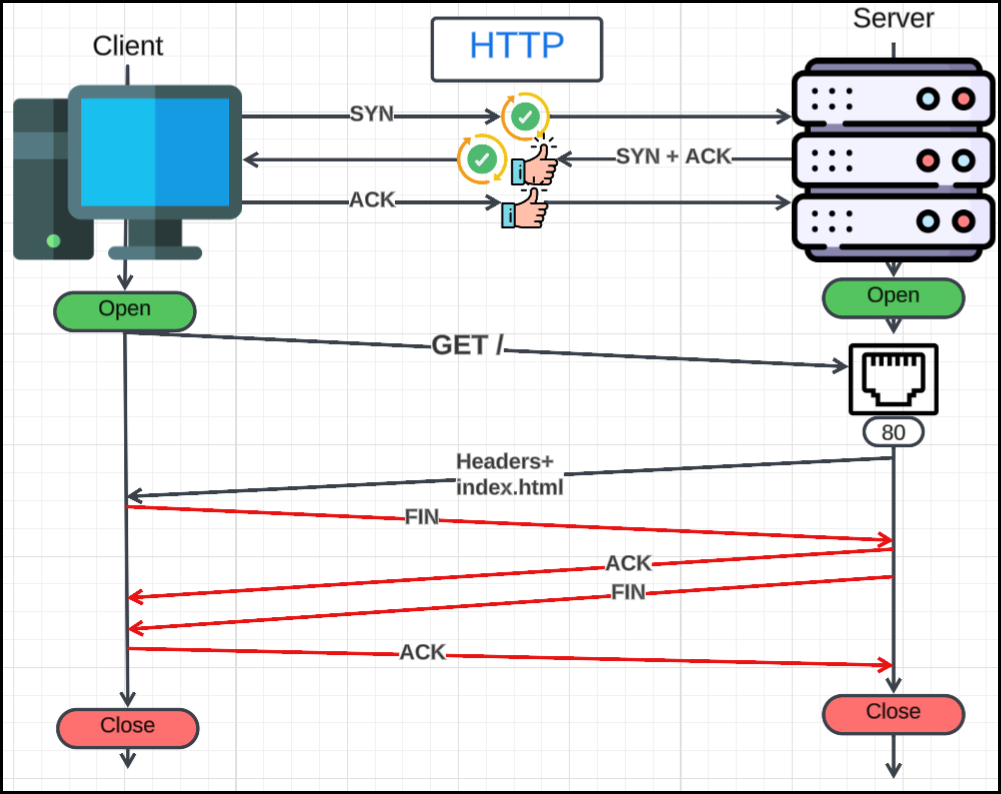 Client
HTTP
Server
SYN
SYN + ACK
ACK
Open
Open
GET /
80
Headers+
index.html
FIN
ACK
FIN
ACK
Close
Close